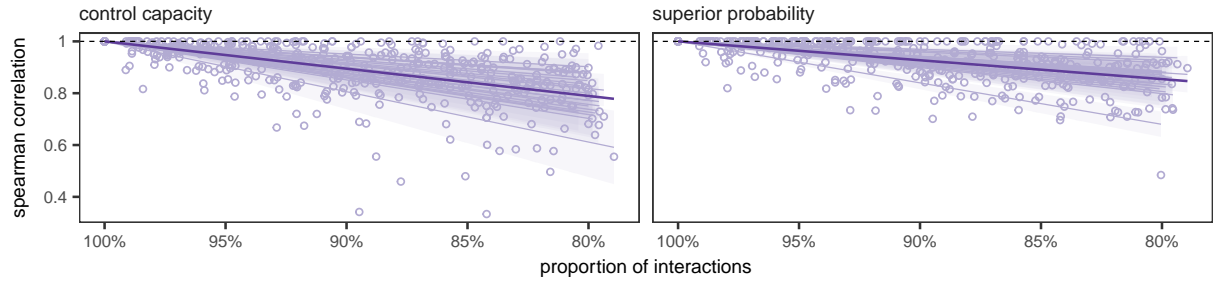 control capacity
superior probability
spearman correlation
1
0.8
0.6
0.4
100% 95% 90% 85% 80%
100% 95% 90% 85% 80%
proportion of interactions